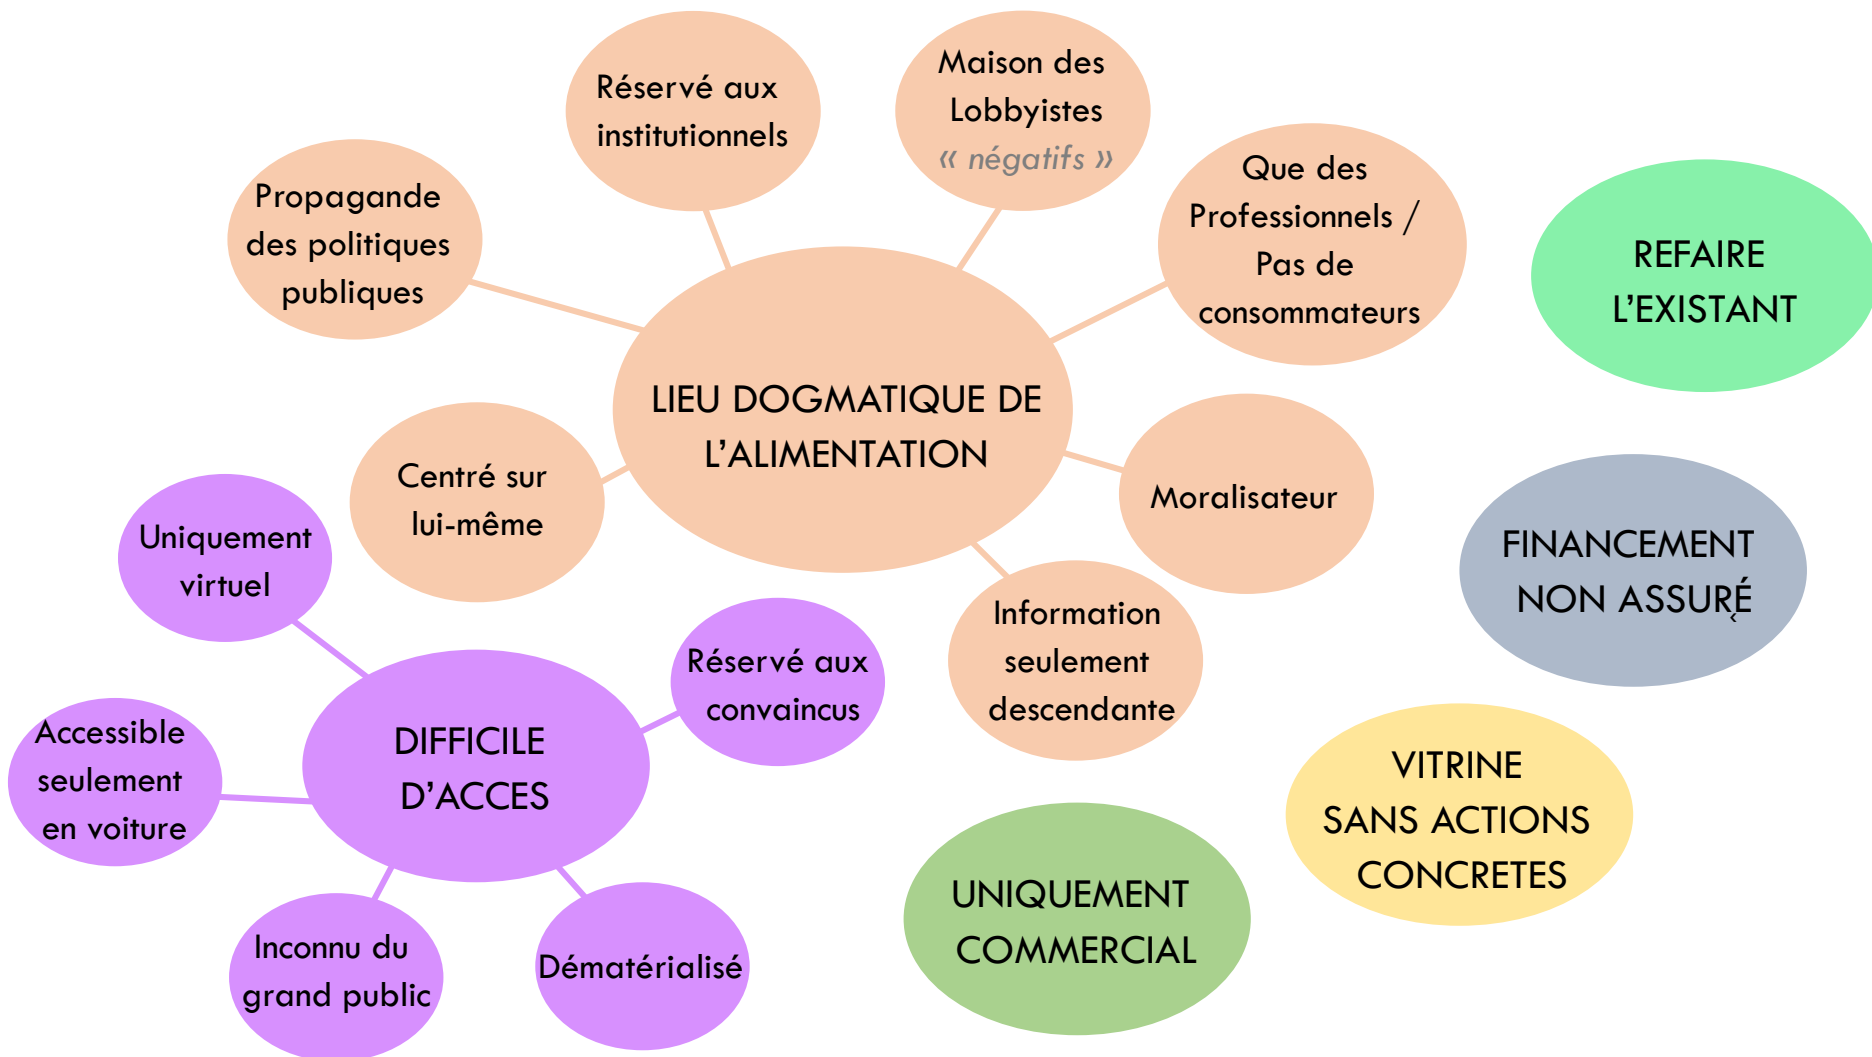 Réservé aux
institutionnels
Maison des
Lobbyistes
« négatifs »
Propagande
des politiques
publiques
Que des
Professionnels /
Pas de
consommateurs
REFAIRE
L’EXISTANT
LIEU DOGMATIQUE DE
L’ALIMENTATION
Centré sur
lui-même
Moralisateur
Information
seulement
descendante
FINANCEMENT
NON ASSURÉ
Uniquement
virtuel
Réservé aux
convaincus
Accessible
seulement
en voiture
DIFFICILE
D’ACCES
Inconnu du
grand public
Dématérialisé
VITRINE
SANS ACTIONS
CONCRETES
UNIQUEMENT
COMMERCIAL